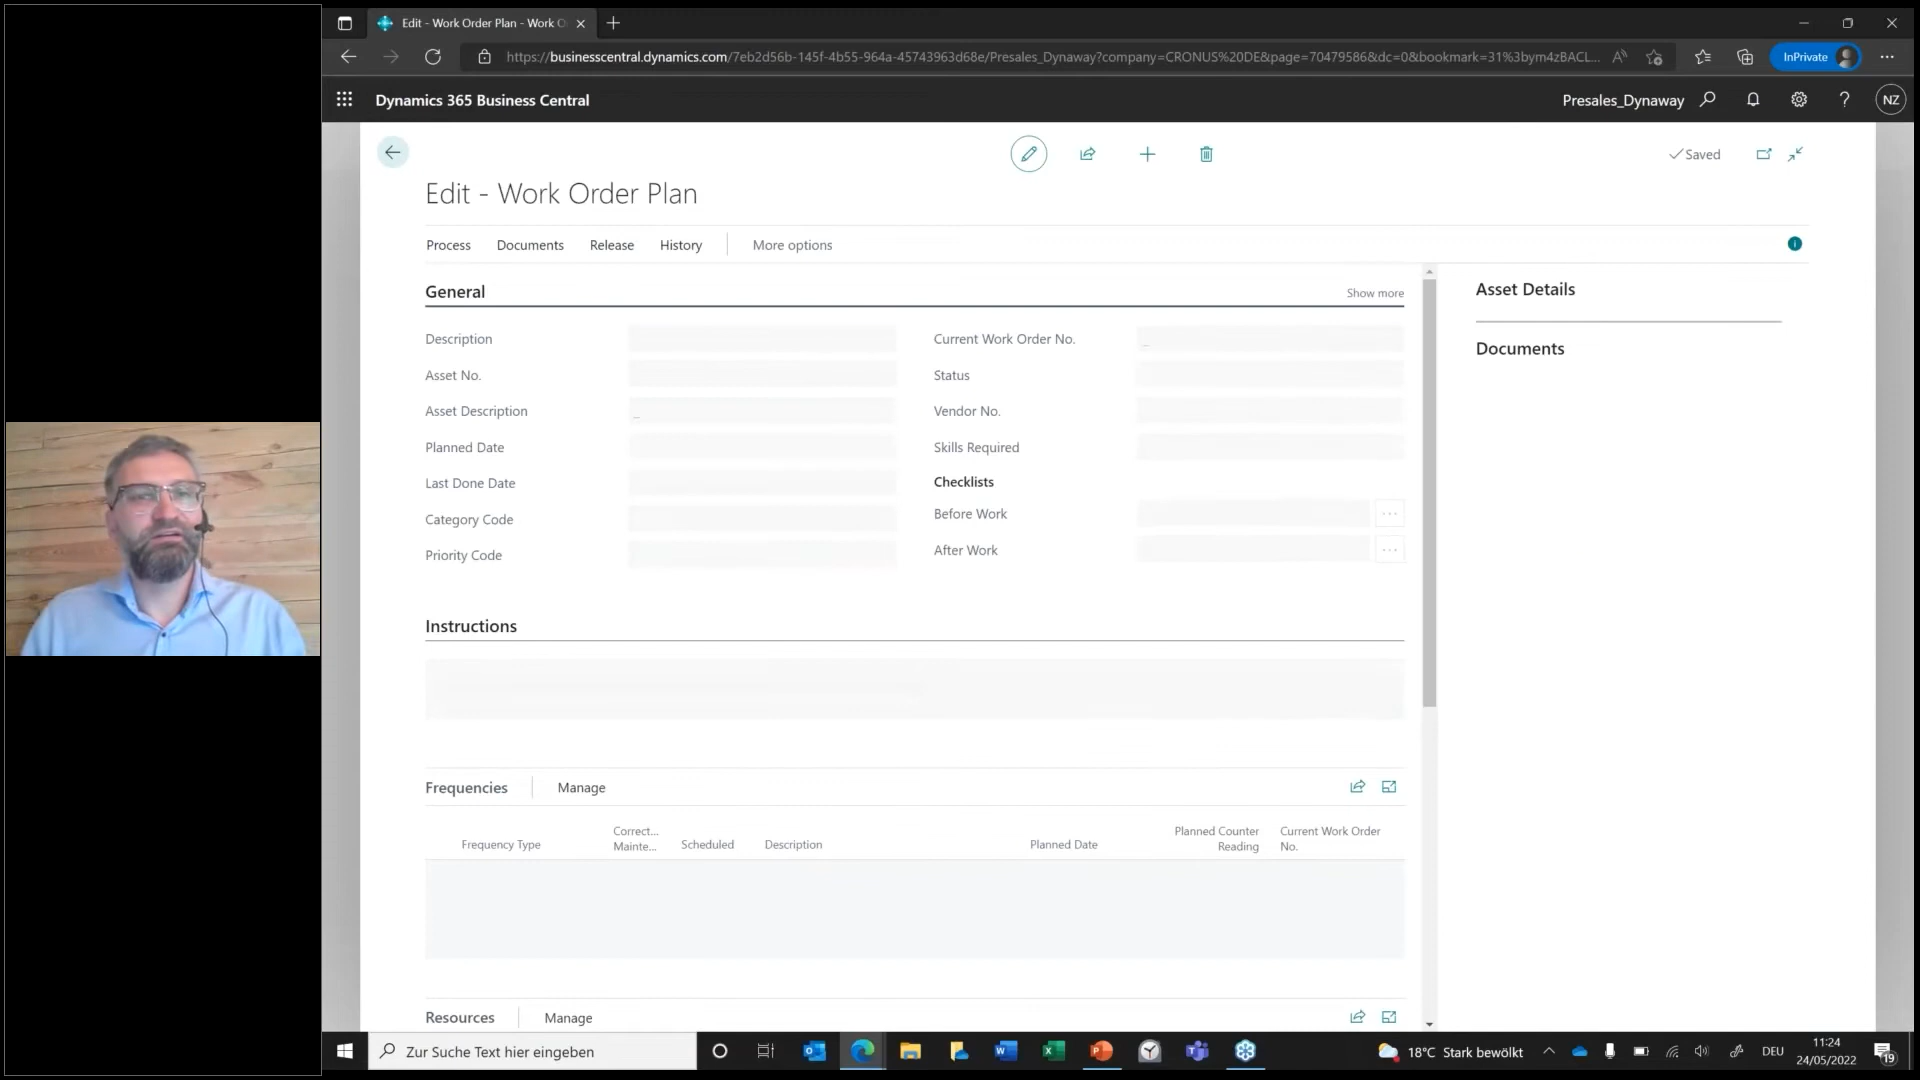 Edit - Work Order Plan - Work O
https://businesscentral.dynamics.com/7eb2d56b-145f-4b55-964a-45743963d68e/Presales_Dynaway?company=CRONUS%20DE&page=70479586&dc=0&bookmark=31%3bym4zBACL...
InPrivate
Dynamics 365 Business Central
Presales_Dynaway
NZ
Saved
Edit - Work Order Plan
Process
Documents
Release
History
More options
General
Show more
Description
Asset No.
Asset Description
Planned Date
Last Done Date
Category Code
Priority Code
Current Work Order No.
Status
Vendor No.
Skills Required
Checklists
Before Work
After Work
Instructions
Frequencies
Manage
Frequency Type
Correct...
Mainte...
Scheduled
Description
Planned Date
Planned Counter
Reading
Current Work Order
No.
Resources
Manage
Asset Details
Documents
Zur Suche Text hier eingeben
18°C Stark bewölkt
DEU
11:24
24/05/2022
19